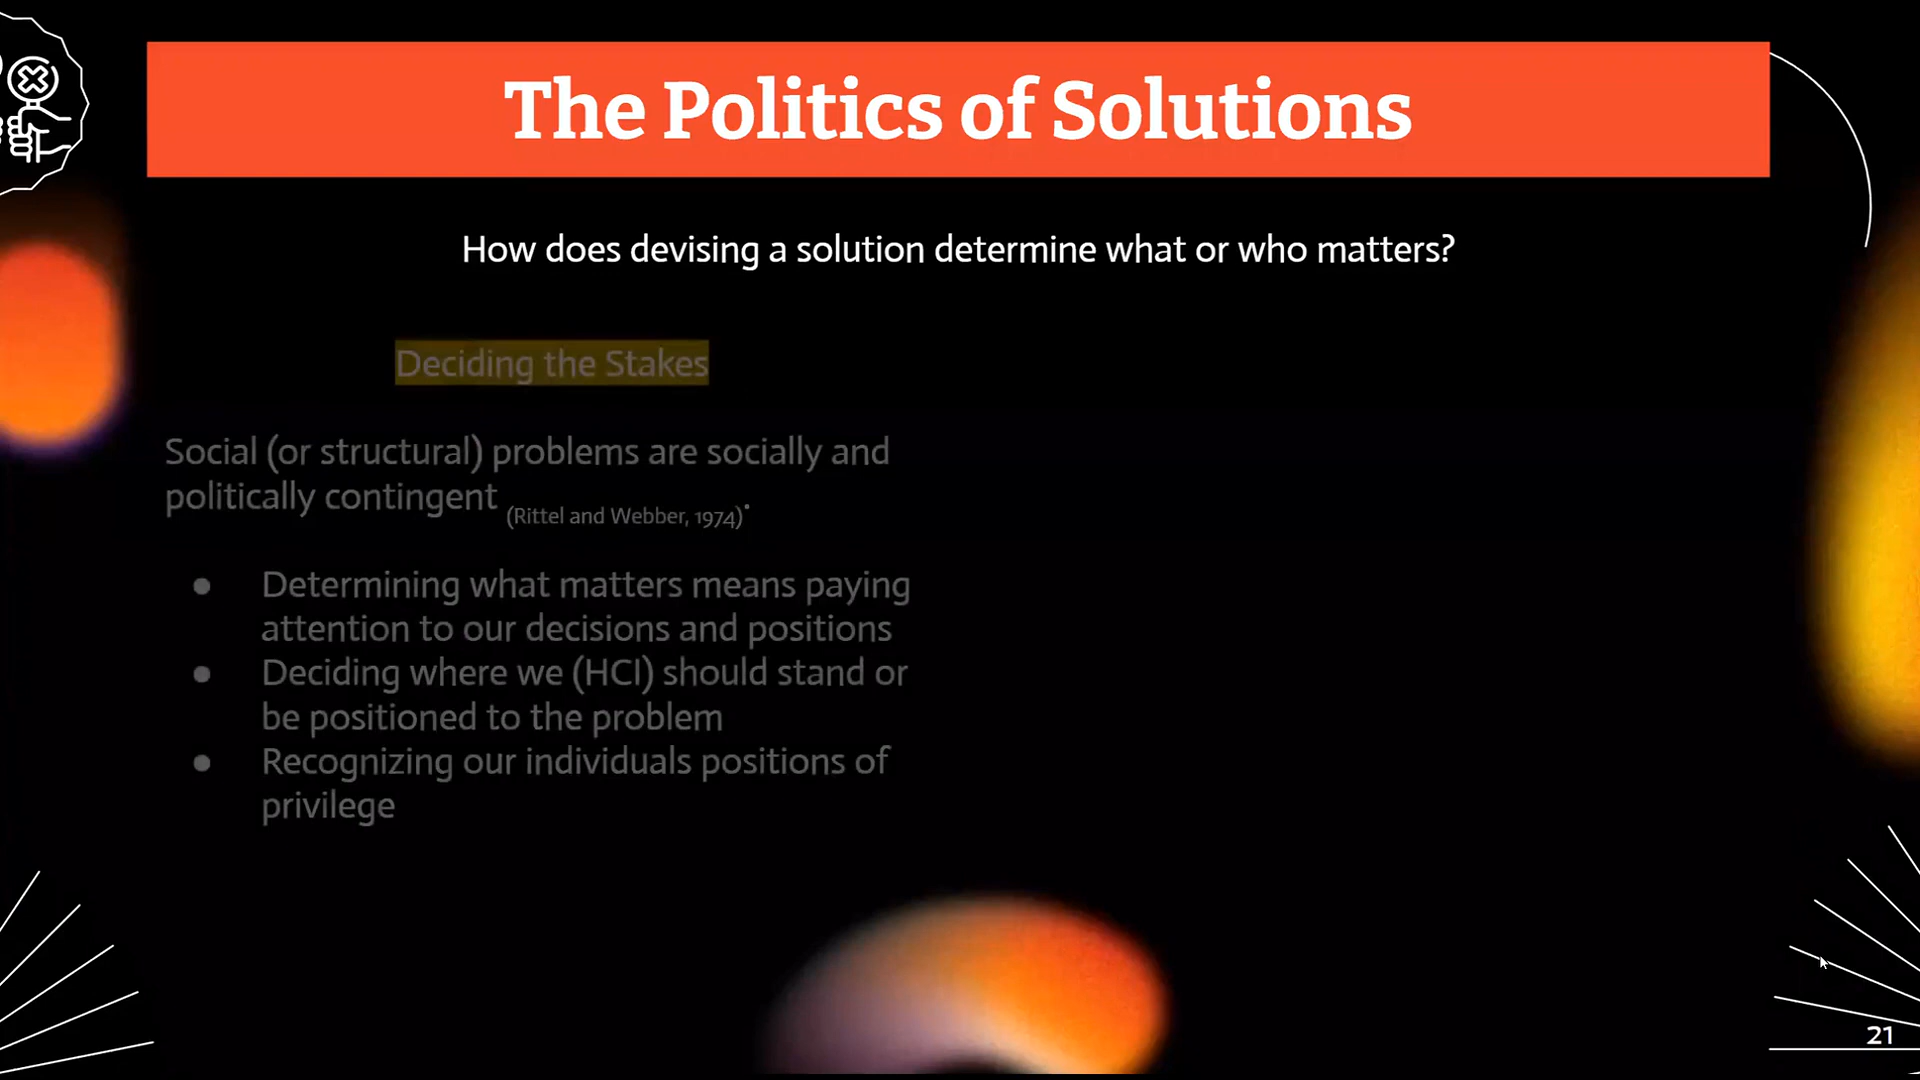 The Politics of Solutions
How does devising a solution determine what or who matters?
Deciding the Stakes
Social (or structural) problems are socially and
politically contingent (Rittel and Webber, 1974).
● Determining what matters means paying
attention to our decisions and positions
● Deciding where we (HCI) should stand or
be positioned to the problem
● Recognizing our individuals positions of
privilege
21